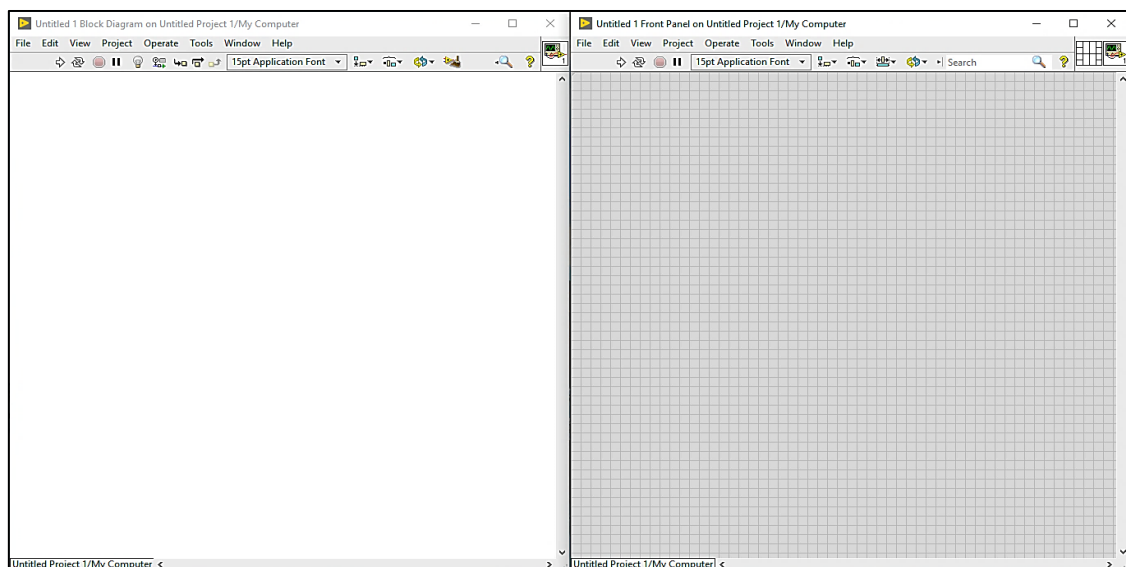 Untitled 1 Block Diagram on Untitled Project 1/My Computer
File Edit View Project Operate Tools Window Help
15pt Application Font
1
Untitled Project 1/My Computer
Untitled 1 Front Panel on Untitled Project 1/My Computer
File Edit View Project Operate Tools Window Help
15pt Application Font
Search
1
Untitled Project 1/My Computer